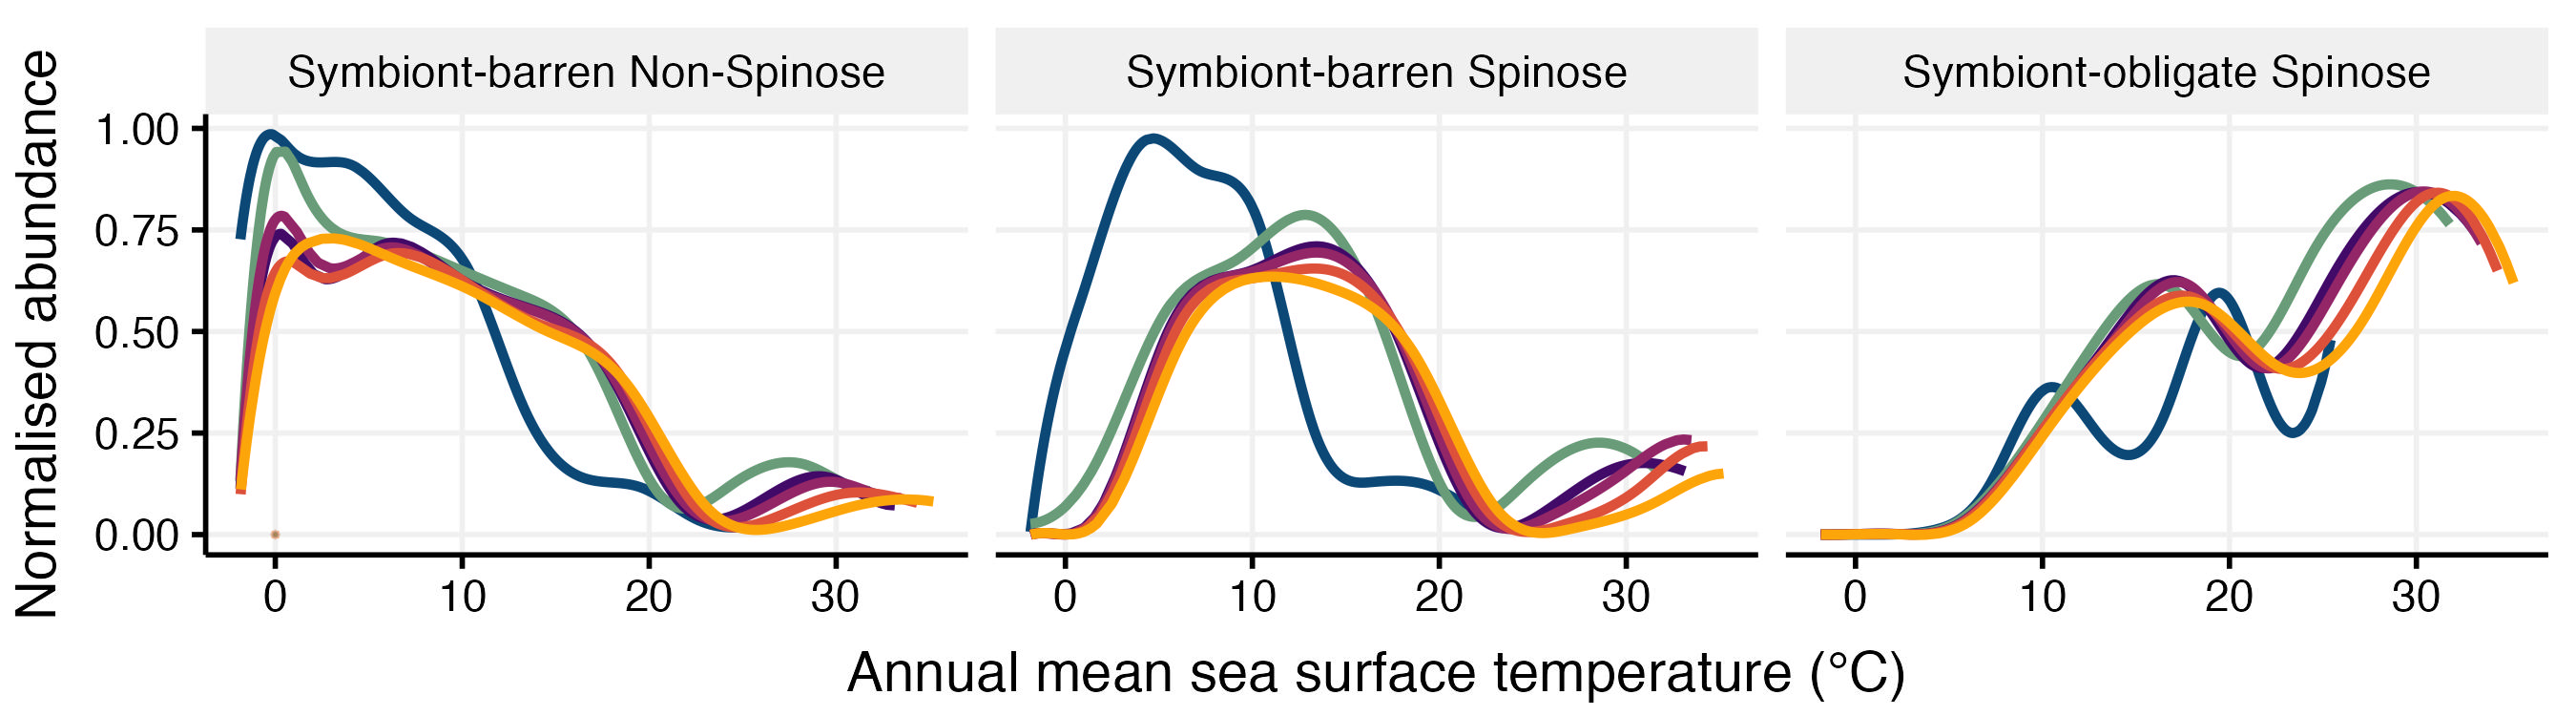 Symbiont-barren Non-Spinose
Symbiont-barren Spinose
Symbiont-obligate Spinose
Normalised abundance
1.00
0.75
0.50
0.25
0.00
0 10 20 30
0 10 20 30
0 10 20 30
Annual mean sea surface temperature (°C)